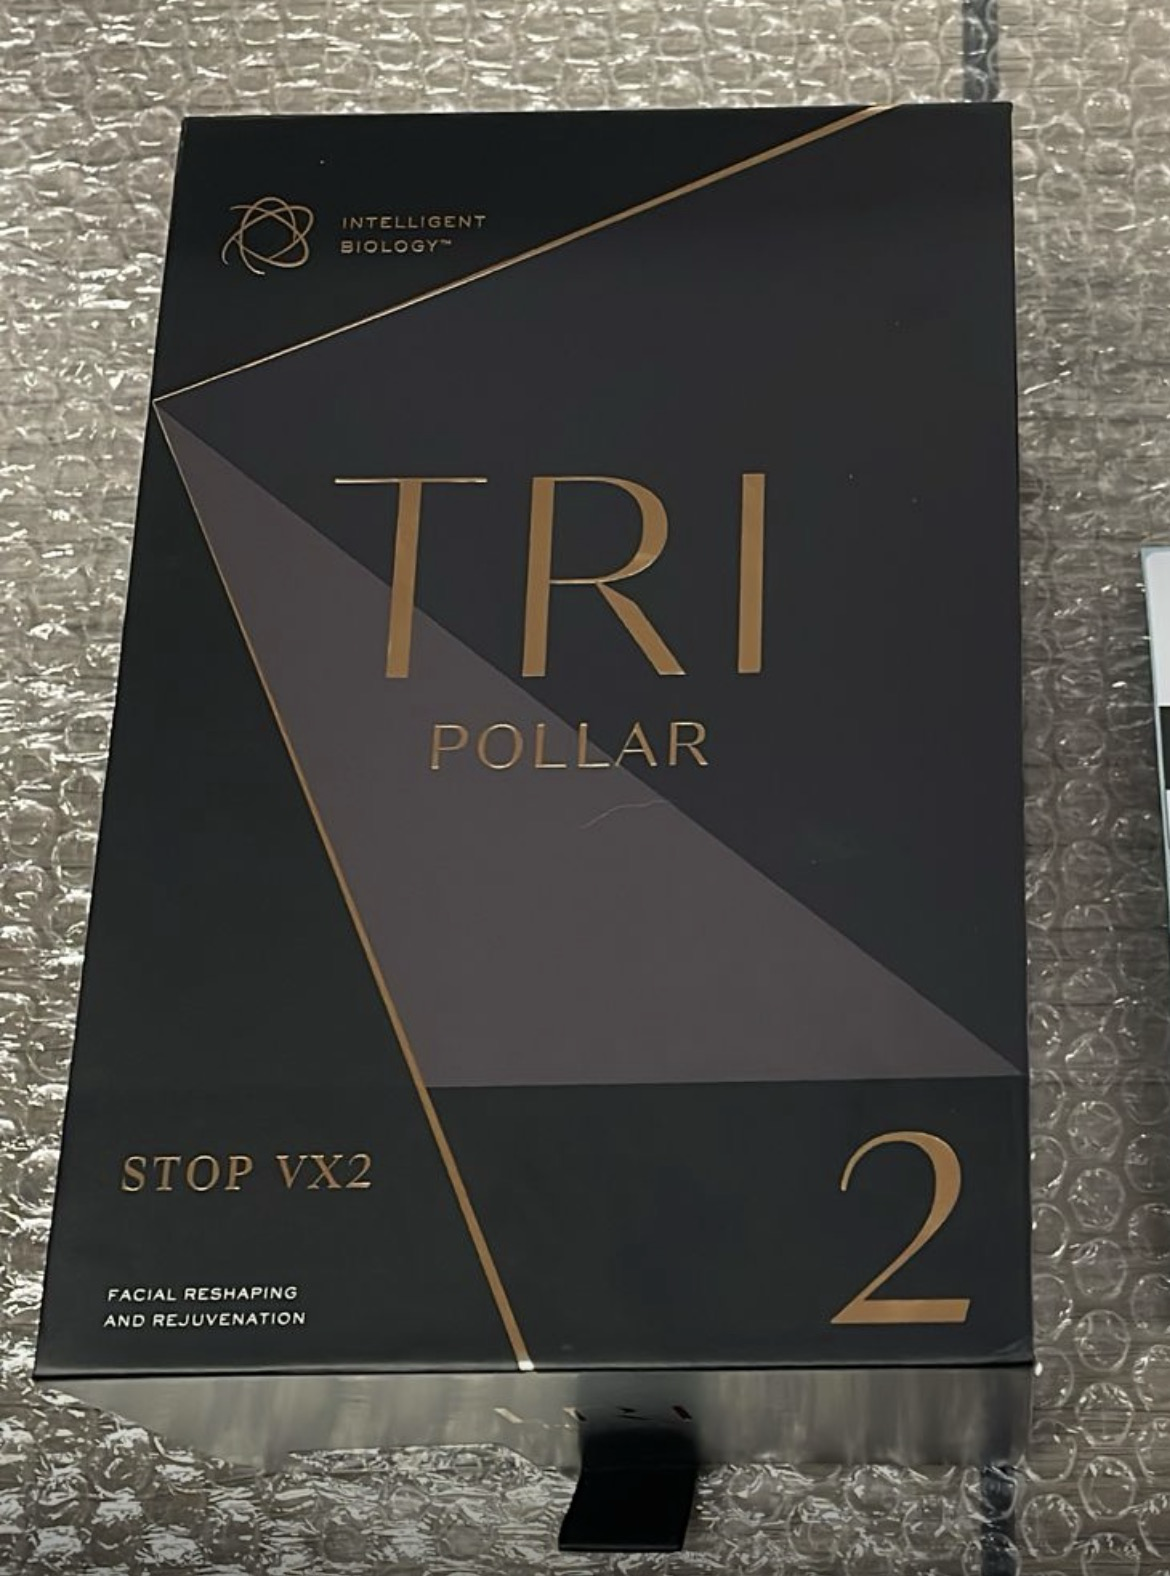 INTELLIGENT
BIOLOGY™
TRI
POLLAR
STOP VX2
2
FACIAL RESHAPING
AND REJUVENATION